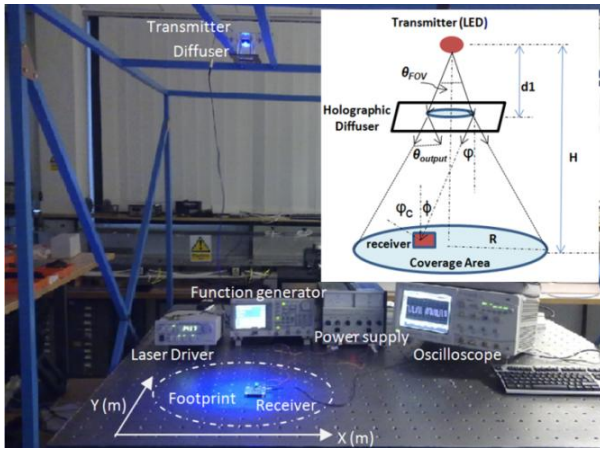 Transmitter
Diffuser
Transmitter (LED)
θFOV
d1
Holographic
Diffuser
θoutput
φ
H
φC
ϕ
receiver
R
Coverage Area
Function generator
Power supply
Laser Driver
Oscilloscope
Footprint
Receiver
Y (m)
X (m)